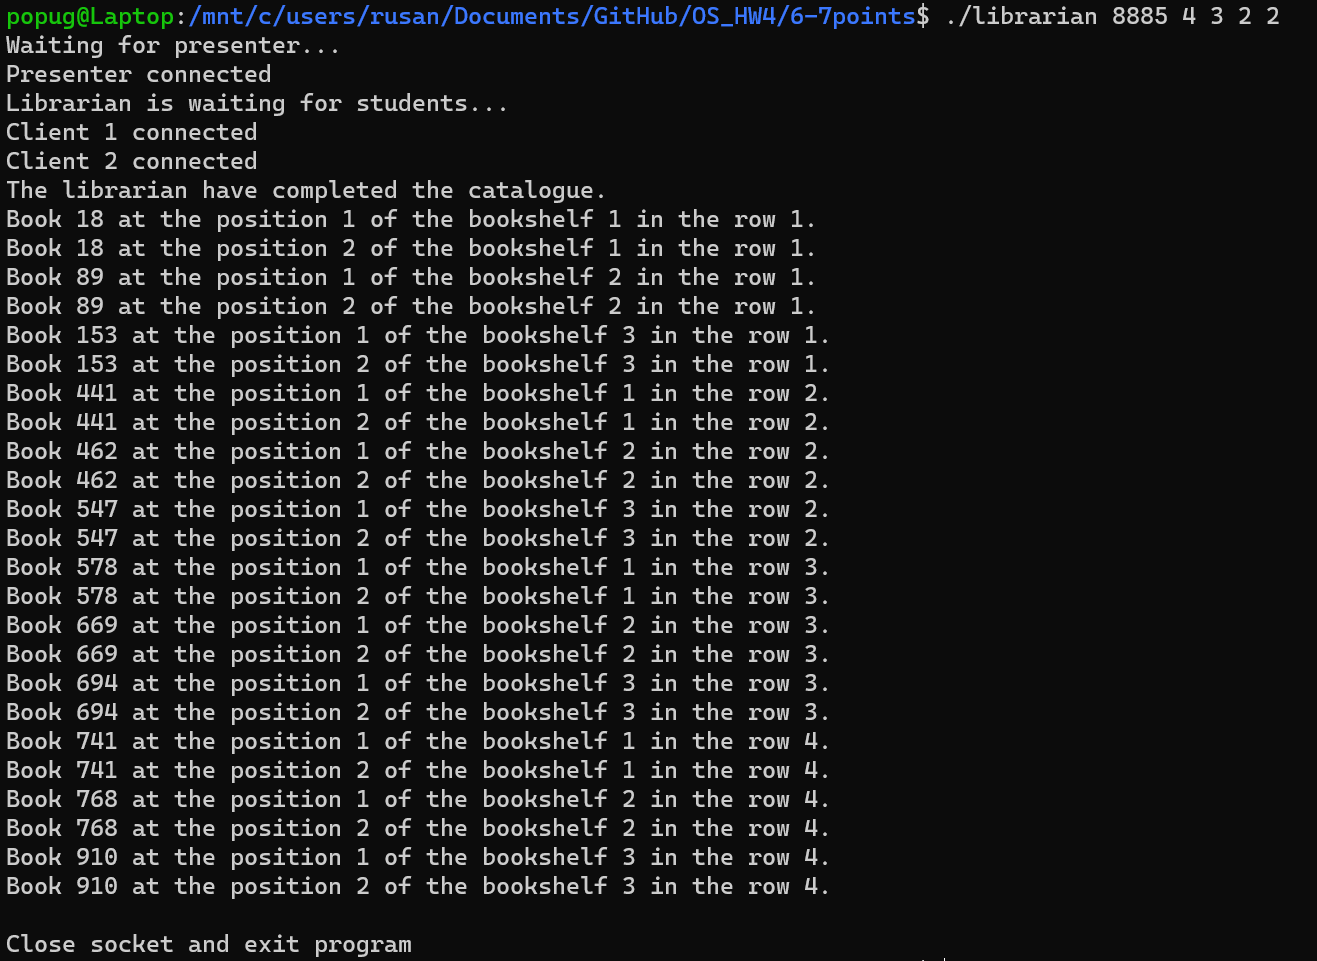 popug@Laptop:/mnt/c/users/rusan/Documents/GitHub/OS_HW4/6-7points$ ./librarian 8885 4 3 2 2
Waiting for presenter...
Presenter connected
Librarian is waiting for students...
Client 1 connected
Client 2 connected
The librarian have completed the catalogue.
Book 18 at the position 1 of the bookshelf 1 in the row 1.
Book 18 at the position 2 of the bookshelf 1 in the row 1.
Book 89 at the position 1 of the bookshelf 2 in the row 1.
Book 89 at the position 2 of the bookshelf 2 in the row 1.
Book 153 at the position 1 of the bookshelf 3 in the row 1.
Book 153 at the position 2 of the bookshelf 3 in the row 1.
Book 441 at the position 1 of the bookshelf 1 in the row 2.
Book 441 at the position 2 of the bookshelf 1 in the row 2.
Book 462 at the position 1 of the bookshelf 2 in the row 2.
Book 462 at the position 2 of the bookshelf 2 in the row 2.
Book 547 at the position 1 of the bookshelf 3 in the row 2.
Book 547 at the position 2 of the bookshelf 3 in the row 2.
Book 578 at the position 1 of the bookshelf 1 in the row 3.
Book 578 at the position 2 of the bookshelf 1 in the row 3.
Book 669 at the position 1 of the bookshelf 2 in the row 3.
Book 669 at the position 2 of the bookshelf 2 in the row 3.
Book 694 at the position 1 of the bookshelf 3 in the row 3.
Book 694 at the position 2 of the bookshelf 3 in the row 3.
Book 741 at the position 1 of the bookshelf 1 in the row 4.
Book 741 at the position 2 of the bookshelf 1 in the row 4.
Book 768 at the position 1 of the bookshelf 2 in the row 4.
Book 768 at the position 2 of the bookshelf 2 in the row 4.
Book 910 at the position 1 of the bookshelf 3 in the row 4.
Book 910 at the position 2 of the bookshelf 3 in the row 4.
Close socket and exit program